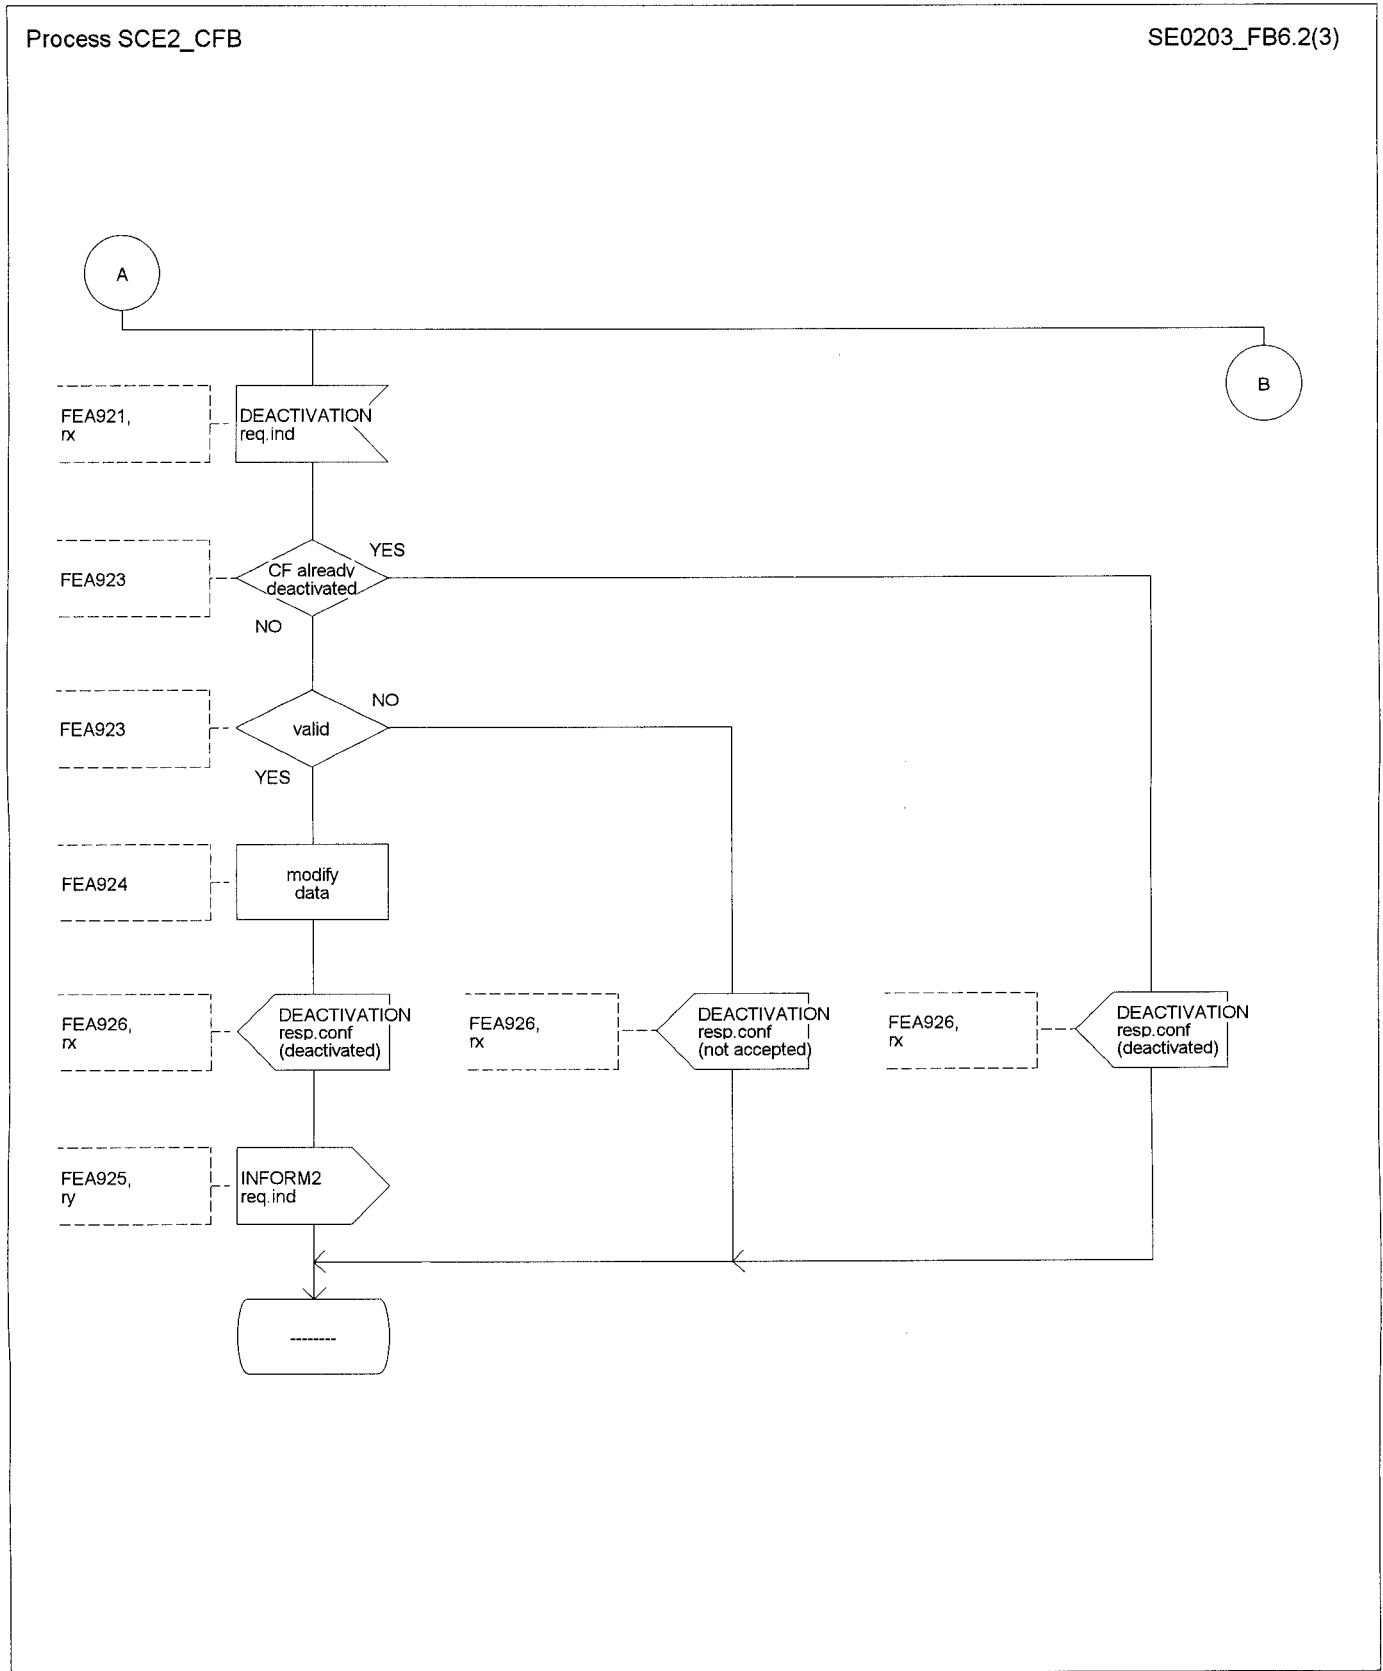 Process SCE2_CFB
SE0203_FB6.2(3)
A
B
FEA921,
rx
DEACTIVATION
req.ind
FEA923
CF already
deactivated
YES
NO
FEA923
valid
NO
YES
FEA924
modify
data
FEA926,
rx
DEACTIVATION
resp.conf
(deactivated)
FEA926,
rx
DEACTIVATION
resp.conf
(not accepted)
FEA926,
rx
DEACTIVATION
resp.conf
(deactivated)
FEA925,
ry
INFORM2
req.ind
--------